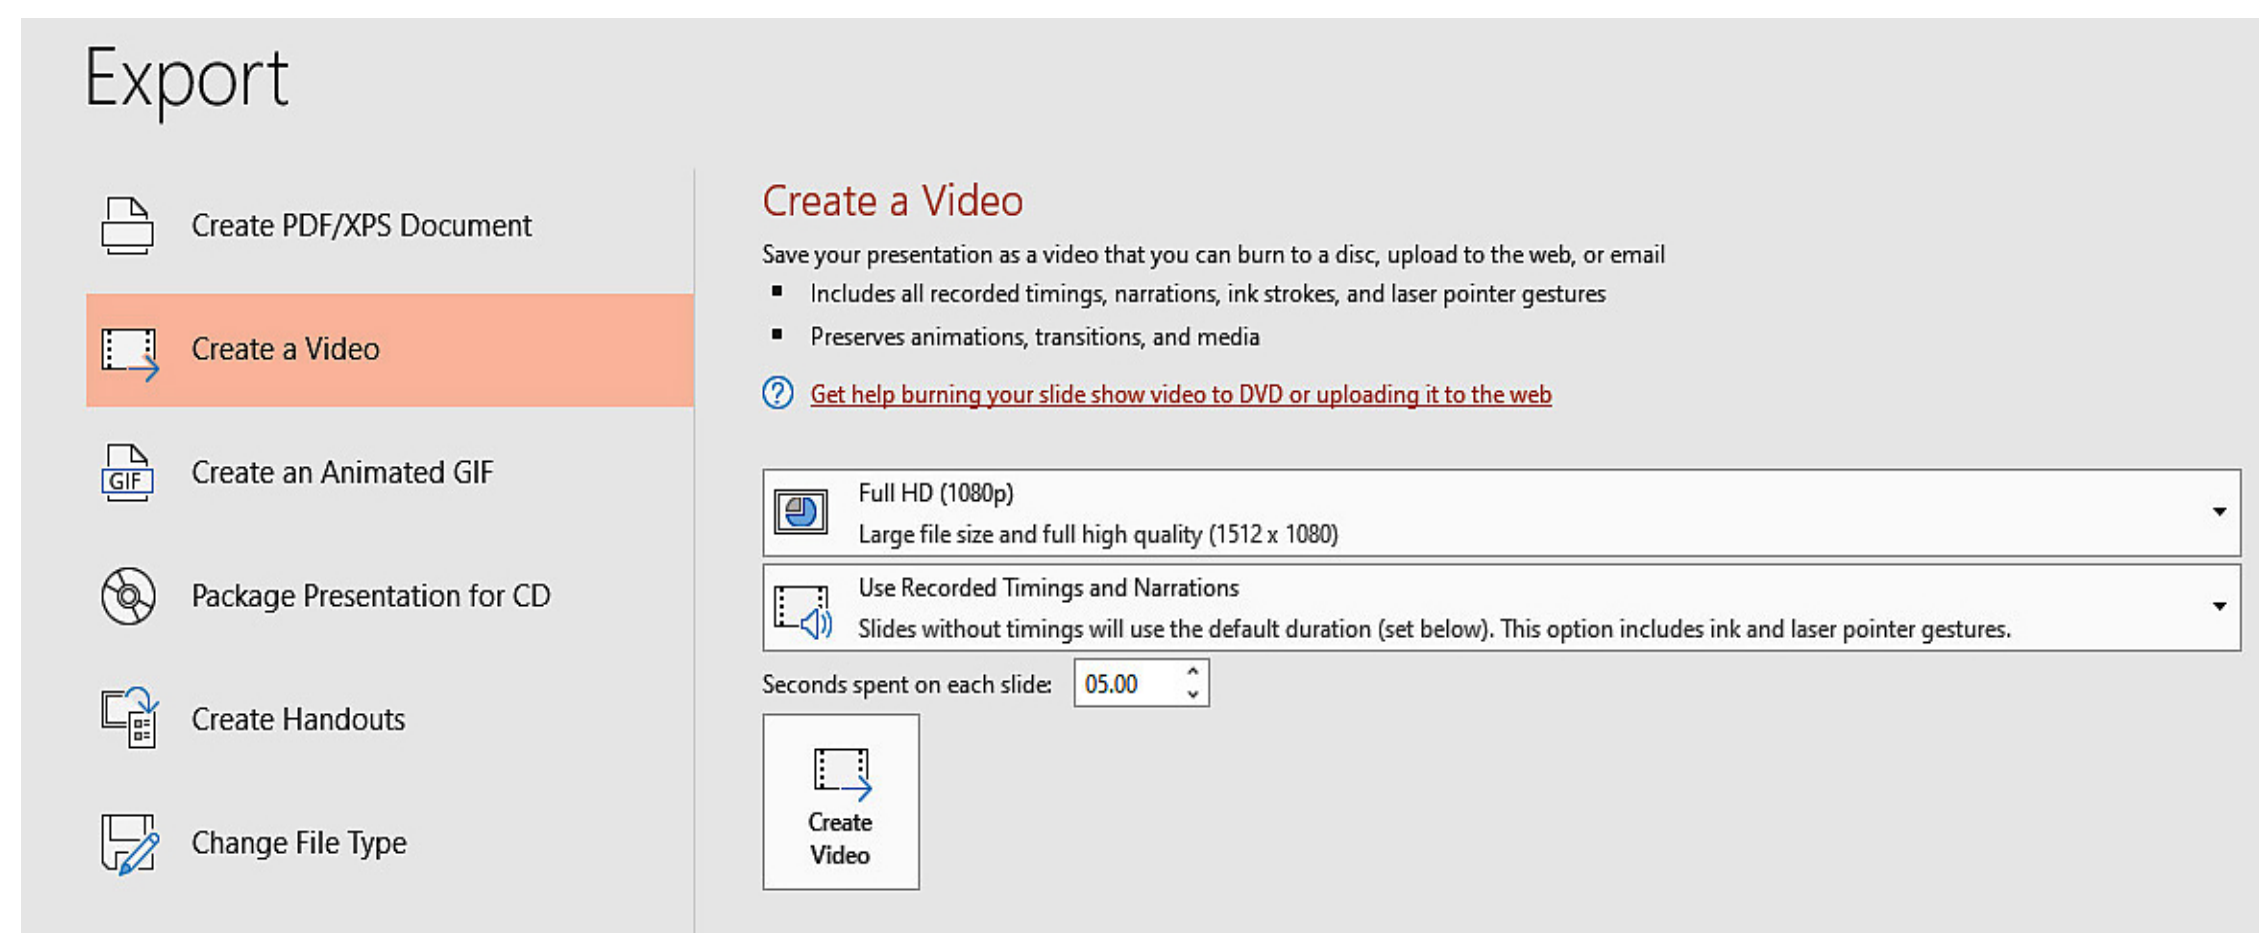 Export
Create PDF/XPS Document
Create a Video
GIF
Create an Animated GIF
Package Presentation for CD
Create Handouts
Change File Type
Create a Video
Save your presentation as a video that you can burn to a disc, upload to the web, or email
Includes all recorded timings, narrations, ink strokes, and laser pointer gestures
Preserves animations, transitions, and media
Get help burning your slide show video to DVD or uploading it to the web
Full HD (1080p)
Large file size and full high quality (1512 x 1080)
Use Recorded Timings and Narrations
Slides without timings will use the default duration (set below). This option includes ink and laser pointer gestures.
Seconds spent on each slide: 05.00
Create
Video